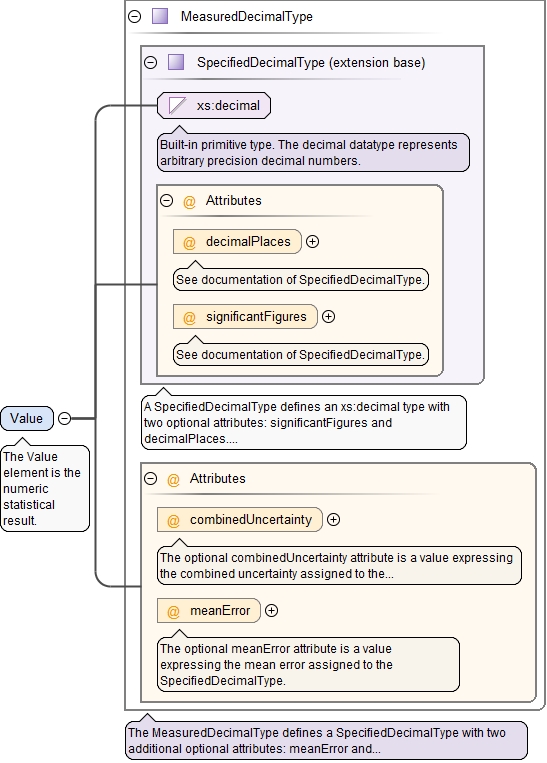 MeasuredDecimalType
SpecifiedDecimalType (extension base)
xs:decimal
Built-in primitive type. The decimal datatype represents
arbitrary precision decimal numbers.
@ Attributes
@ decimalPlaces
See documentation of SpecifiedDecimalType.
@ significantFigures
See documentation of SpecifiedDecimalType.
A SpecifiedDecimalType defines an xs:decimal type with
two optional attributes: significantFigures and
decimalPlaces....
Value
The Value
element is the
numeric
statistical
result.
@ Attributes
@ combinedUncertainty
The optional combinedUncertainty attribute is a value expressing
the combined uncertainty assigned to the...
@ meanError
The optional meanError attribute is a value
expressing the mean error assigned to the
SpecifiedDecimalType.
The MeasuredDecimalType defines a SpecifiedDecimalType with two
additional optional attributes: meanError and...